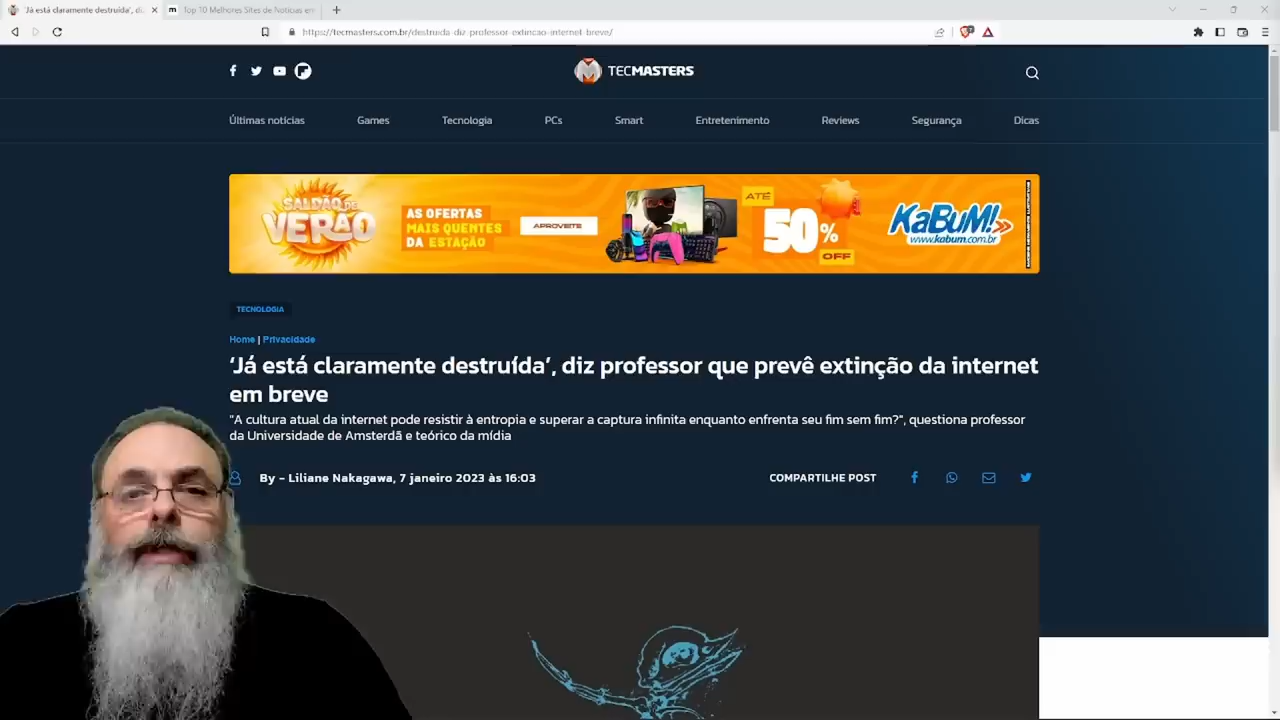 'Já está claramente destruída', di
Top 10 Melhores Sites de Notícias em
https://tecmasters.com.br/destruida-diz-professor-extincao-internet-breve/
TECMASTERS
Últimas notícias Games Tecnologia PCs Smart Entretenimento Reviews Segurança Dicas
SALDÃO DE
VERÃO
AS OFERTAS
MAIS QUENTES
DA ESTAÇÃO
APROVEITE
ATÉ
50%
OFF
KaBuM!
www.kabum.com.br
TECNOLOGIA
Home | Privacidade
‘Já está claramente destruída’, diz professor que prevê extinção da internet
em breve
"A cultura atual da internet pode resistir à entropia e superar a captura infinita enquanto enfrenta seu fim sem fim?", questiona professor
da Universidade de Amsterdã e teórico da mídia
By - Liliane Nakagawa, 7 janeiro 2023 às 16:03
COMPARTILHE POST